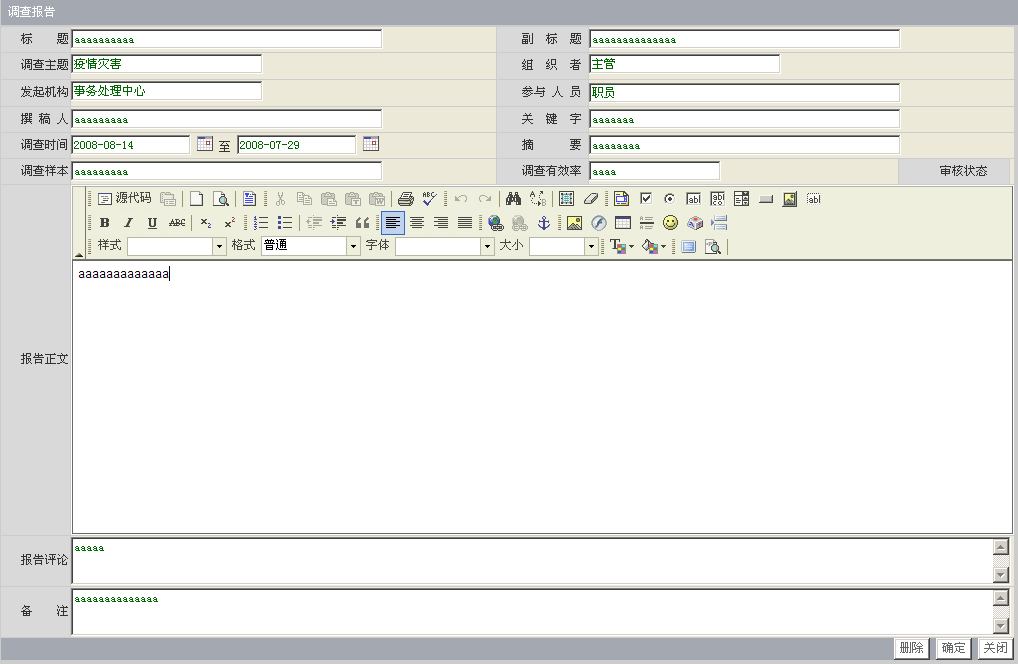 调查报告
标 题 aaaaaaaaaa 副 标 题 aaaaaaaaaaaaaa
调查主题 疫情灾害 组 织 者 主管
发起机构 事务处理中心 参与人员 职员
撰 稿 人 aaaaaaaaa 关 键 字 aaaaaaa
调查时间 2008-08-14 至 2008-07-29 摘 要 aaaaaaaa
调查样本 aaaaaaaaa 调查有效率 aaaa 审核状态
源代码
样式 格式 普通 字体 大小
aaaaaaaaaaaaa
报告正文
报告评论 aaaaa
备 注 aaaaaaaaaaaaaa
删除 确定 关闭